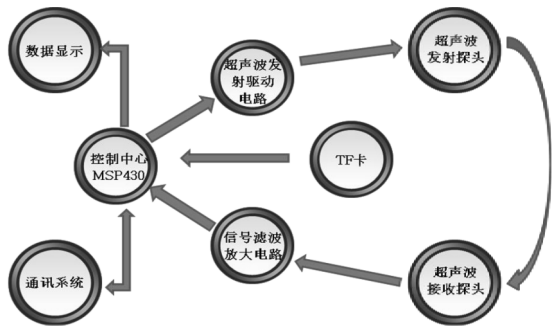 数据显示
超声波发
射驱动
电路
超声波
发射探头
控制中心
MSP430
TF卡
通讯系统
信号滤波
放大电路
超声波
接收探头